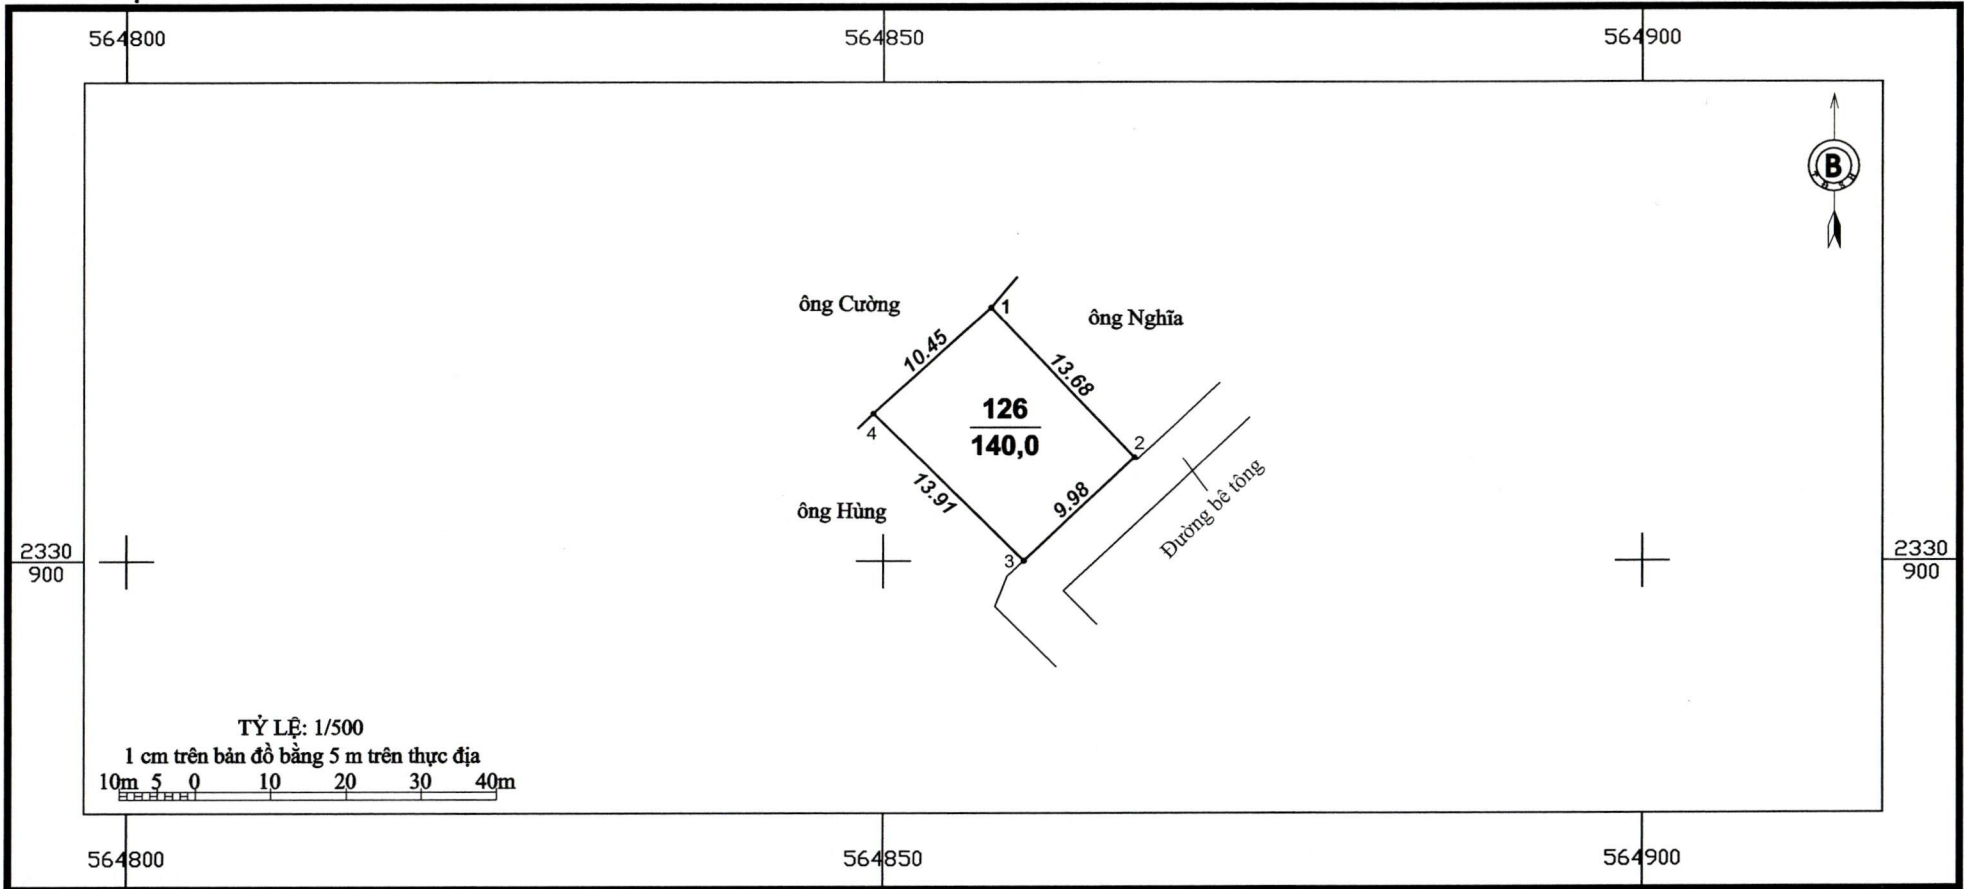 564800
564850
564900
B
ông Cường
1
ông Nghĩa
10.45
13.68
126
140,0
4
2
13.91
9.98
ông Hùng
Đường bê tông
3
2330
900
2330
900
TỶ LỆ: 1/500
1 cm trên bản đồ bằng 5 m trên thực địa
10m 5 0 10 20 30 40m
564800
564850
564900